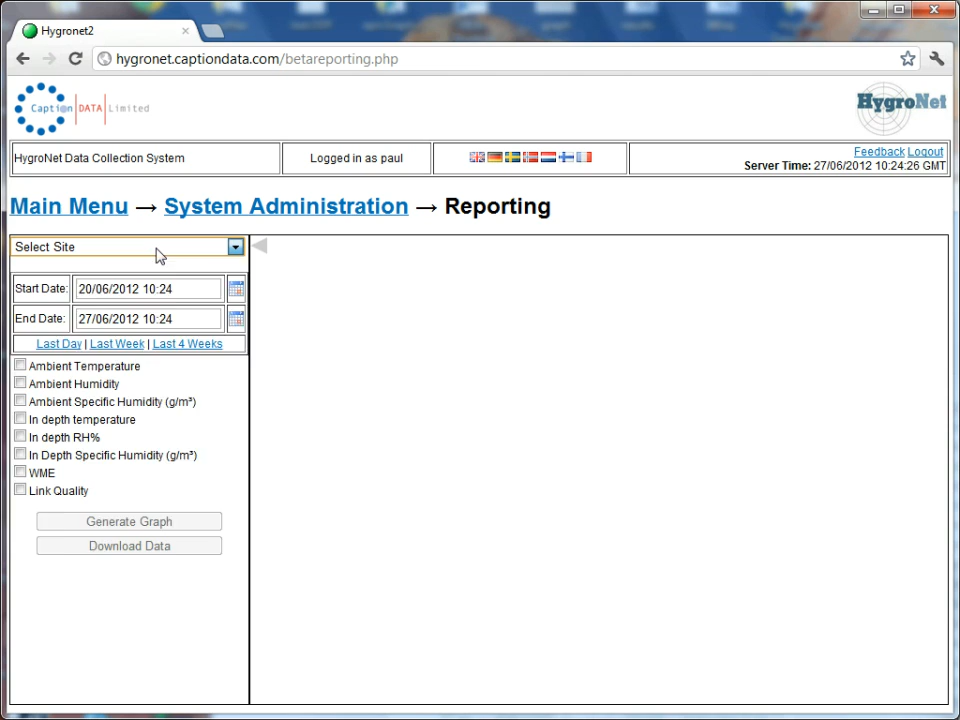 Hygronet2
hygronet.captiondata.com/betareporting.php
Capti@n DATA Limited
HygroNet
HygroNet Data Collection System
Logged in as paul
Feedback Logout
Server Time: 27/06/2012 10:24:26 GMT
Main Menu → System Administration → Reporting
Select Site
Start Date: 20/06/2012 10:24
End Date: 27/06/2012 10:24
Last Day | Last Week | Last 4 Weeks
Ambient Temperature
Ambient Humidity
Ambient Specific Humidity (g/m³)
In depth temperature
In depth RH%
In Depth Specific Humidity (g/m³)
WME
Link Quality
Generate Graph
Download Data